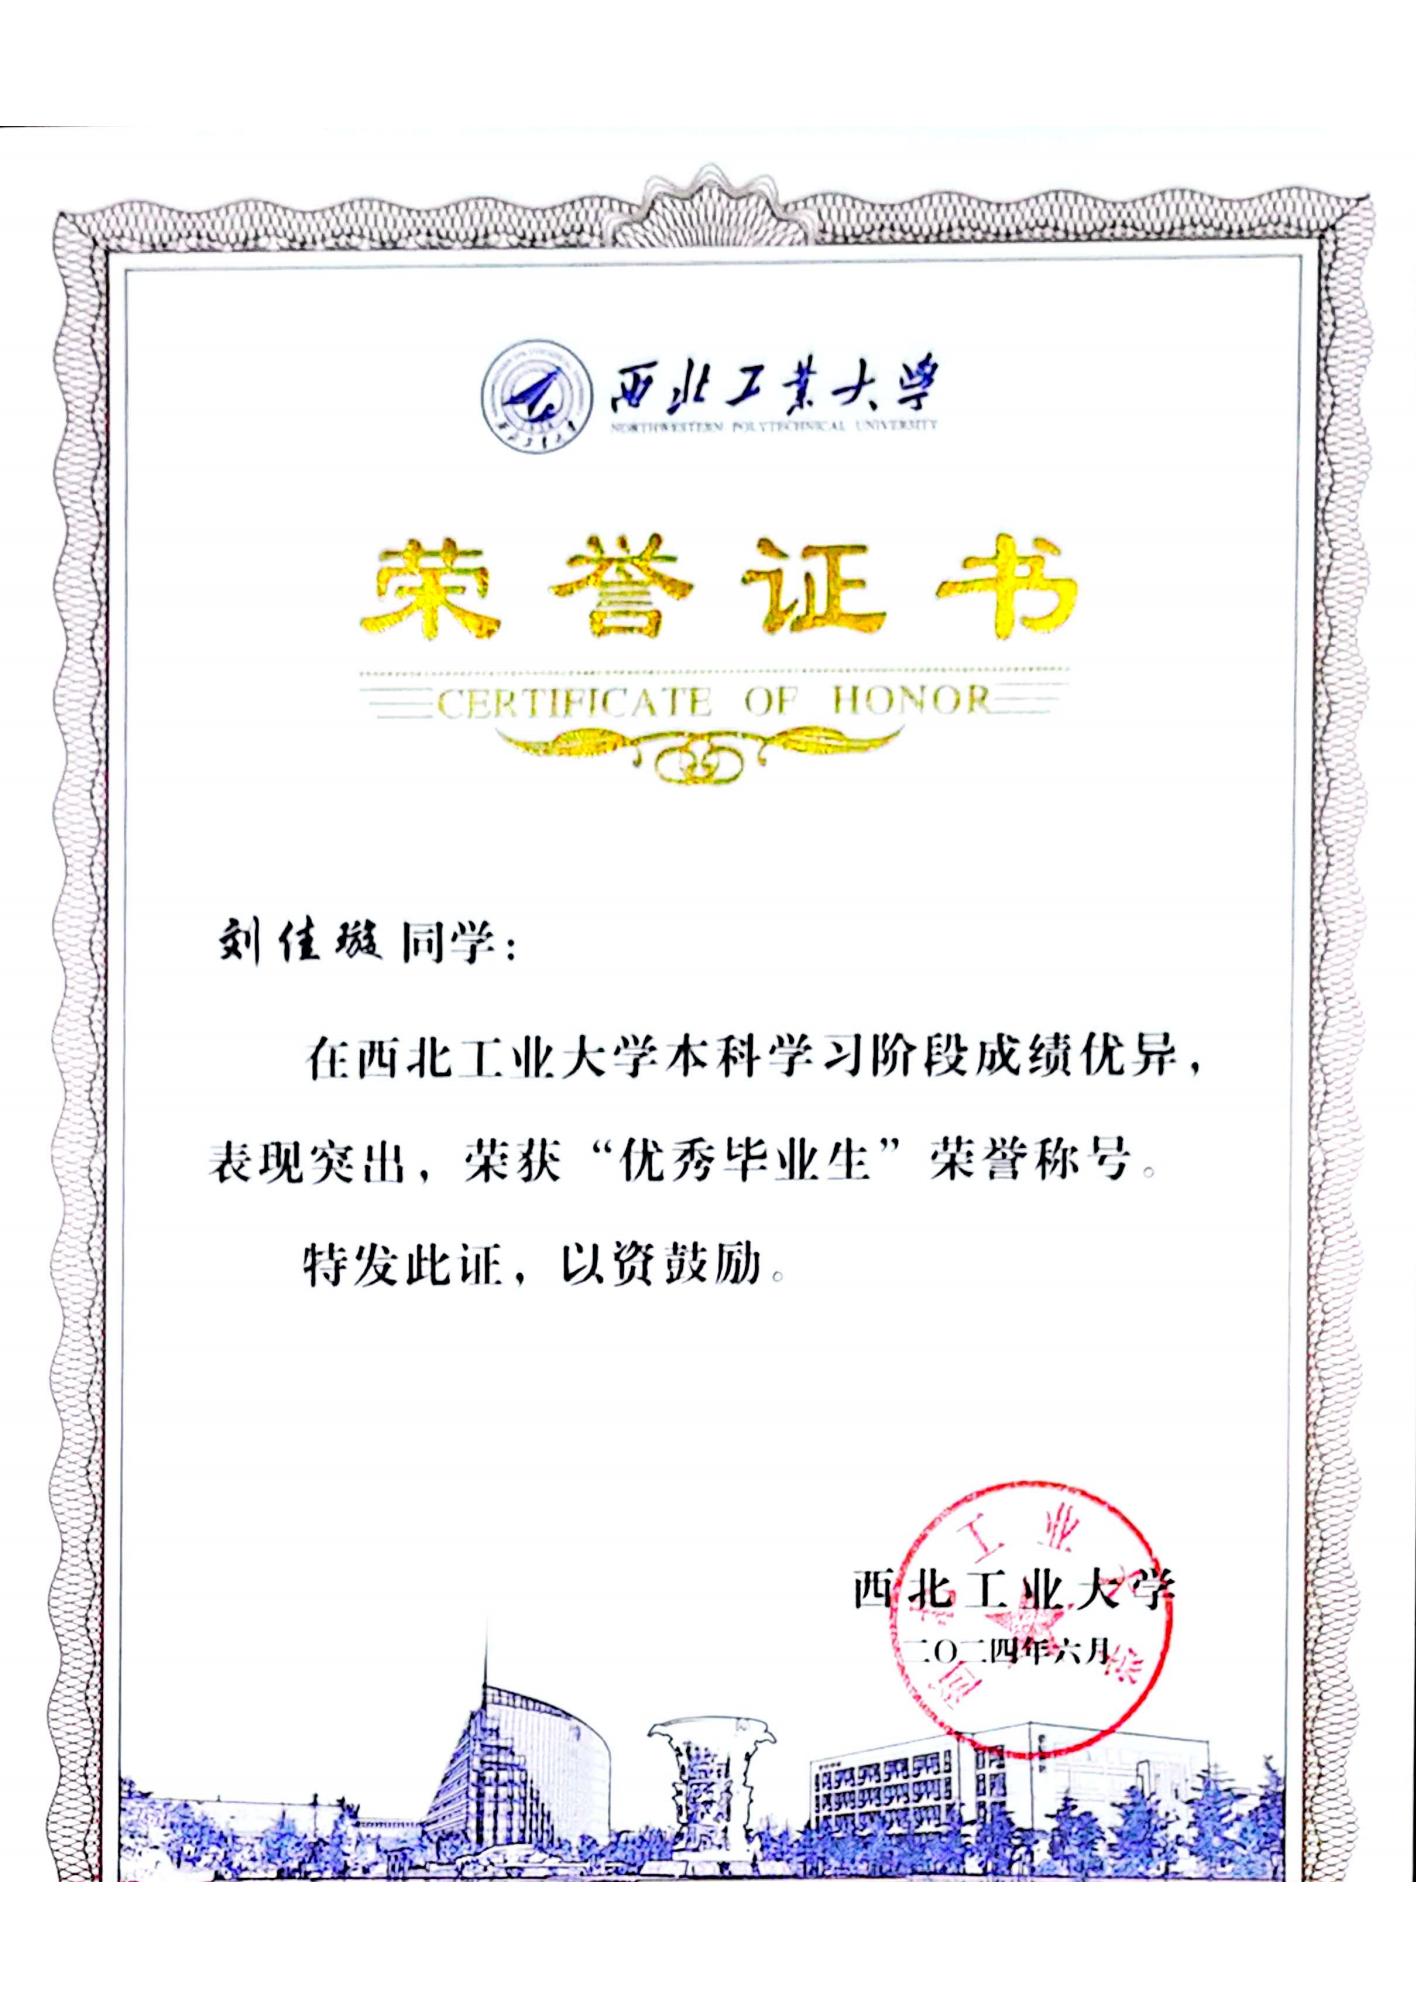 西北工业大学
NORTHWESTERN POLYTECHNICAL UNIVERSITY
荣誉证书
CERTIFICATE OF HONOR
刘佳璇同学：
在西北工业大学本科学习阶段成绩优异，
表现突出，荣获“优秀毕业生”荣誉称号。
特发此证，以资鼓励。
西北工业大学
二〇二四年六月